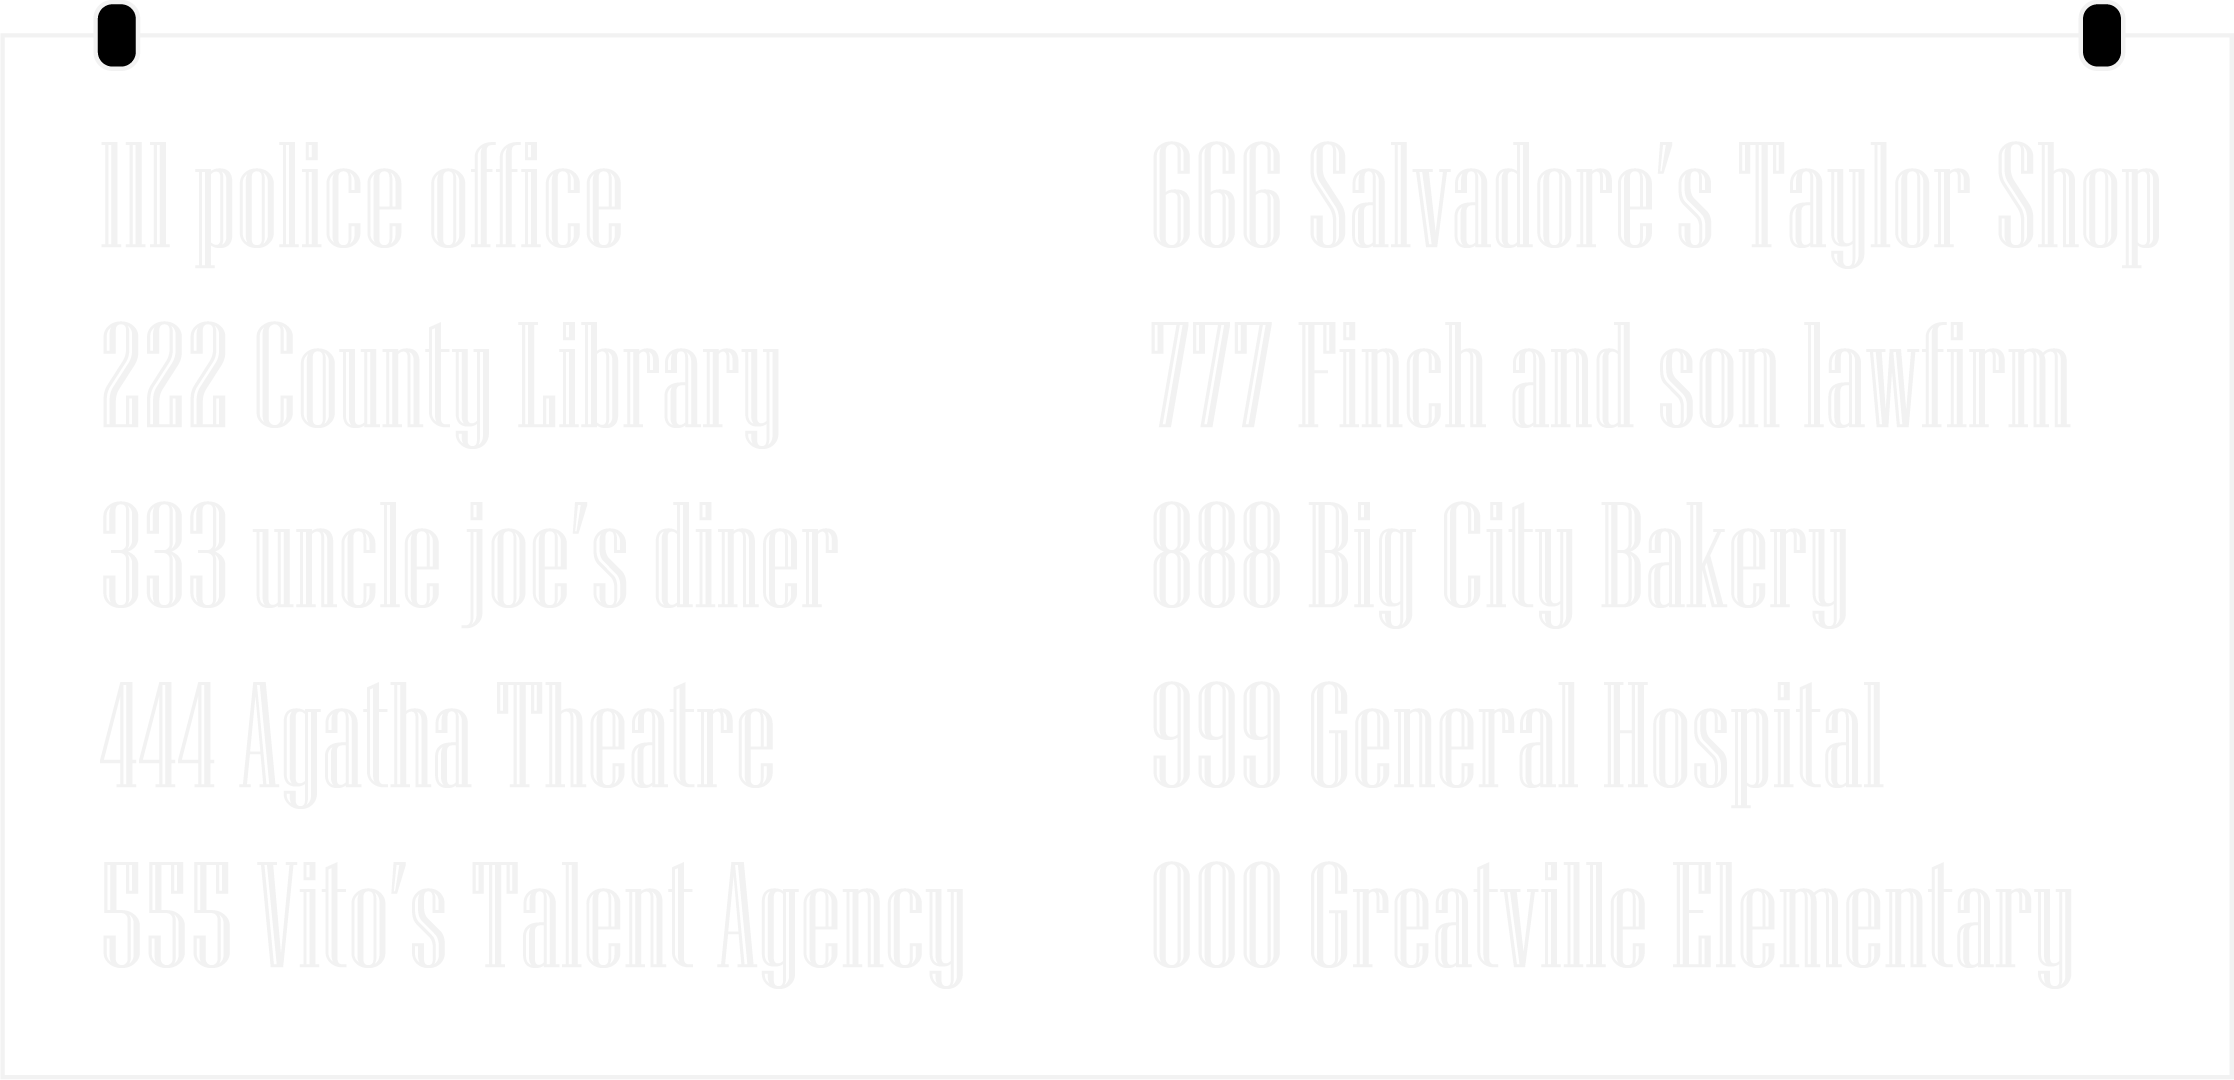 111 police office
222 County Library
333 uncle joe’s diner
444 Agatha Theatre
555 Vito’s Talent Agency
666 Salvadore’s Taylor Shop
777 Finch and son lawfirm
888 Big City Bakery
999 General Hospital
000 Greatville Elementary